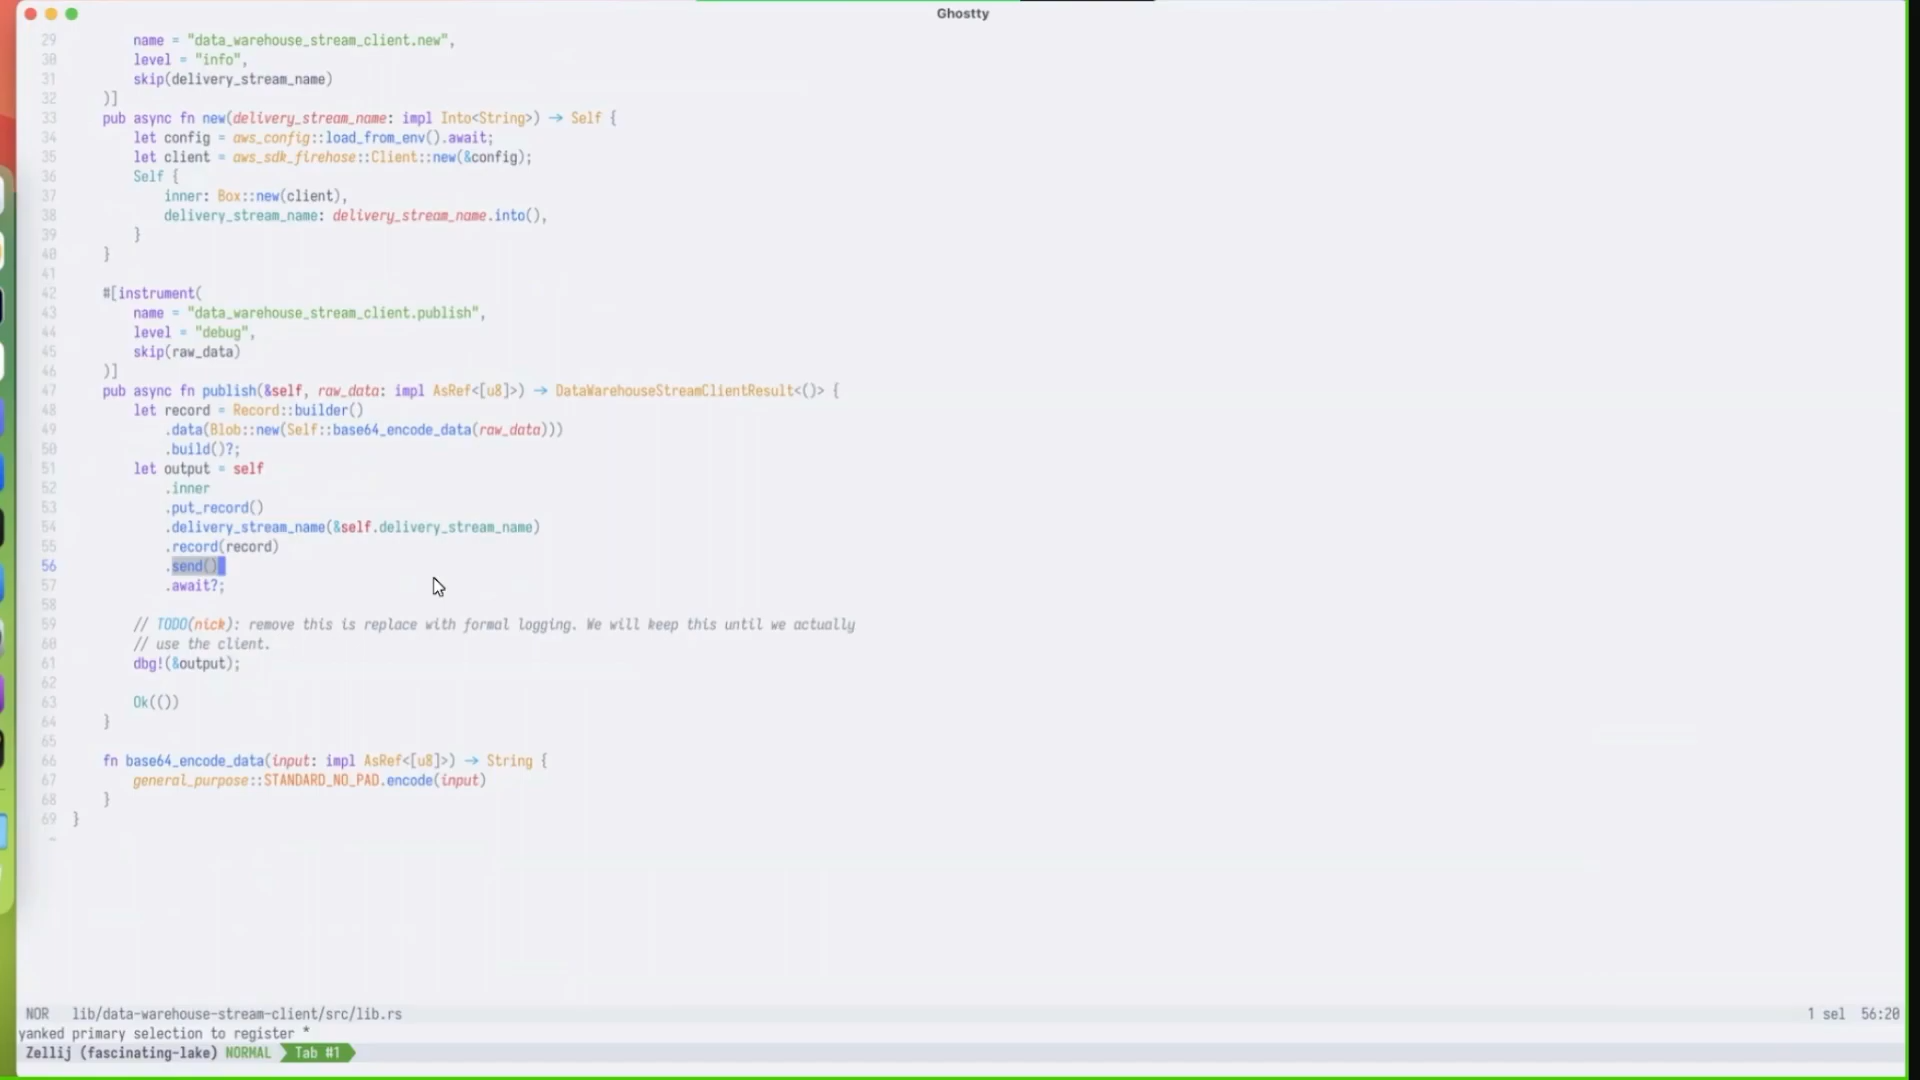 Ghostty
29 name = "data_warehouse_stream_client.new",
30 level = "info",
31 skip(delivery_stream_name)
32 )]
33 pub async fn new(delivery_stream_name: impl Into<String>) → Self {
34 let config = aws_config::load_from_env().await;
35 let client = aws_sdk_firehose::Client::new(&config);
36 Self {
37 inner: Box::new(client),
38 delivery_stream_name: delivery_stream_name.into(),
39 }
40 }
41
42 #[instrument(
43 name = "data_warehouse_stream_client.publish",
44 level = "debug",
45 skip(raw_data)
46 )]
47 pub async fn publish(&self, raw_data: impl AsRef<[u8]>) → DataWarehouseStreamClientResult<()> {
48 let record = Record::builder()
49 .data(Blob::new(Self::base64_encode_data(raw_data)))
50 .build()?;
51 let output = self
52 .inner
53 .put_record()
54 .delivery_stream_name(&self.delivery_stream_name)
55 .record(record)
56 .send()
57 .await?;
58
59 // TODO(nick): remove this is replace with formal logging. We will keep this until we actually
60 // use the client.
61 dbg!(&output);
62
63 Ok(())
64 }
65
66 fn base64_encode_data(input: impl AsRef<[u8]>) → String {
67 general_purpose::STANDARD_NO_PAD.encode(input)
68 }
69 }
~
NOR lib/data-warehouse-stream-client/src/lib.rs 1 sel 56:20
yanked primary selection to register *
Zellij (fascinating-lake) NORMAL Tab #1